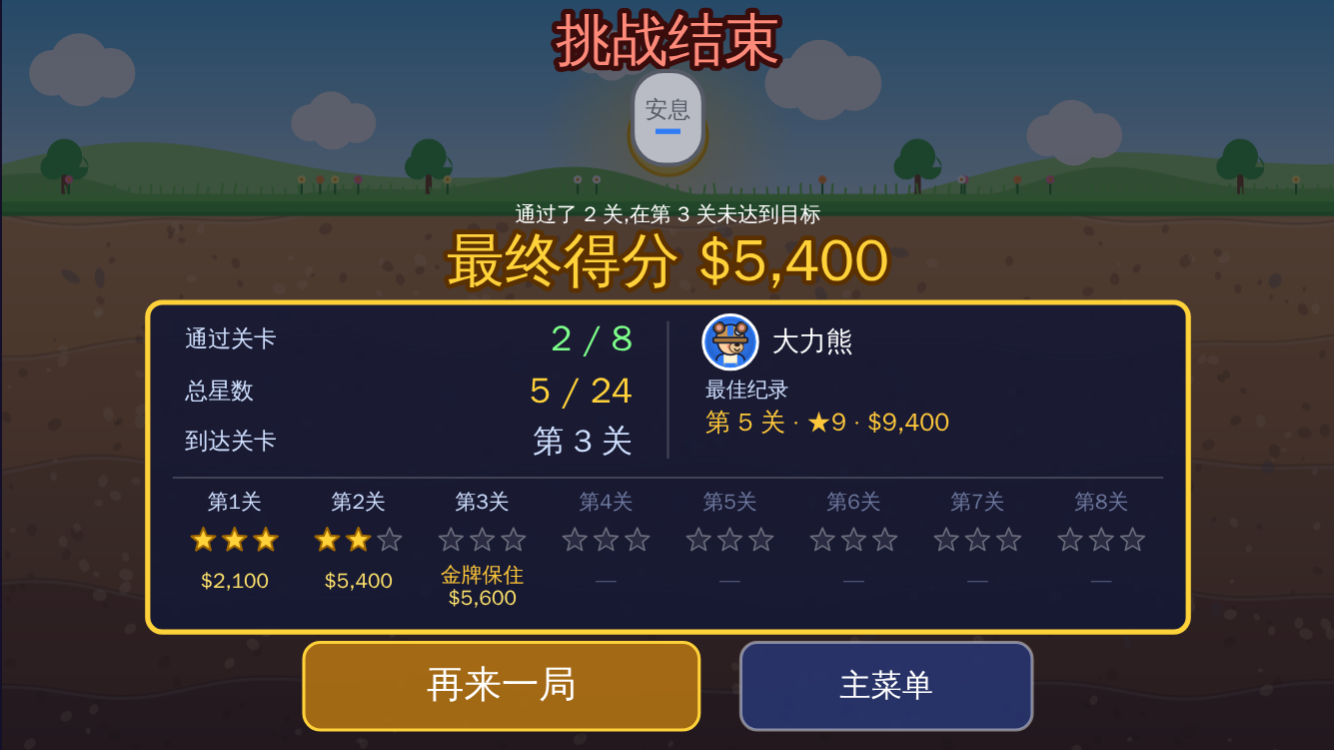 挑战结束
安息
通过了 2 关,在第 3 关未达到目标
最终得分 $5,400
通过关卡 2 / 8
总星数 5 / 24
到达关卡 第 3 关
大力熊
最佳纪录
第 5 关 · ★9 · $9,400
第1关 第2关 第3关 第4关 第5关 第6关 第7关 第8关
$2,100 $5,400 金牌保住 — — — — —
$5,600
再来一局 主菜单